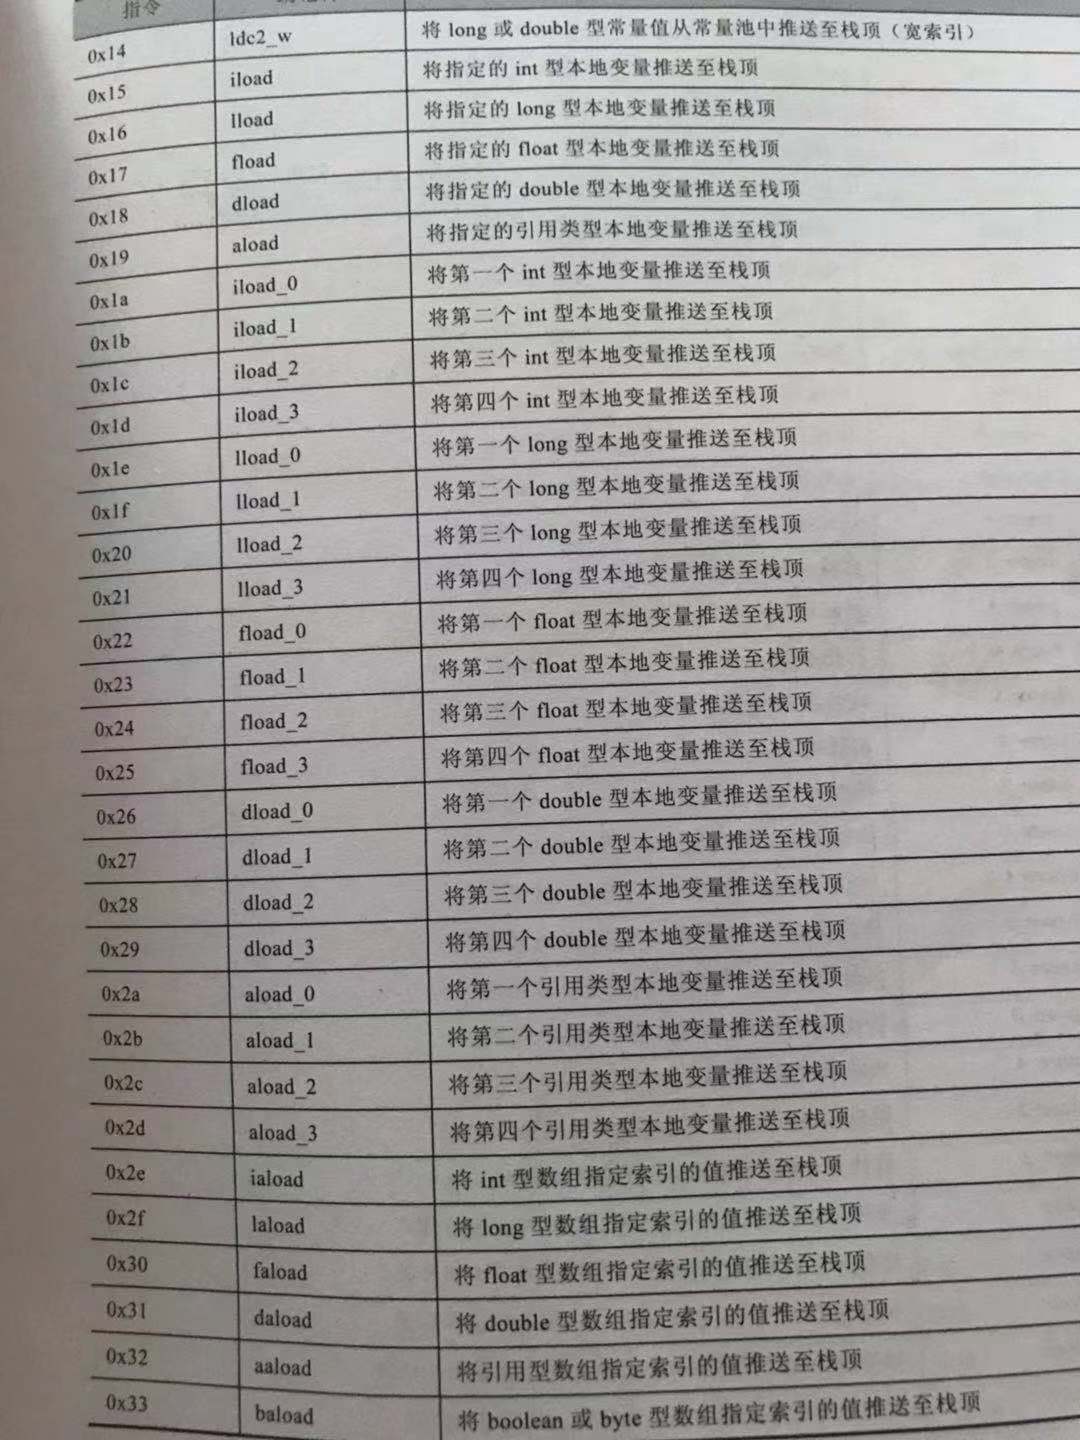 指令
0x14 ldc2_w 将 long 或 double 型常量值从常量池中推送至栈顶（宽索引）
0x15 iload 将指定的 int 型本地变量推送至栈顶
0x16 lload 将指定的 long 型本地变量推送至栈顶
0x17 fload 将指定的 float 型本地变量推送至栈顶
0x18 dload 将指定的 double 型本地变量推送至栈顶
0x19 aload 将指定的引用类型本地变量推送至栈顶
0x1a iload_0 将第一个 int 型本地变量推送至栈顶
0x1b iload_1 将第二个 int 型本地变量推送至栈顶
0x1c iload_2 将第三个 int 型本地变量推送至栈顶
0x1d iload_3 将第四个 int 型本地变量推送至栈顶
0x1e lload_0 将第一个 long 型本地变量推送至栈顶
0x1f lload_1 将第二个 long 型本地变量推送至栈顶
0x20 lload_2 将第三个 long 型本地变量推送至栈顶
0x21 lload_3 将第四个 long 型本地变量推送至栈顶
0x22 fload_0 将第一个 float 型本地变量推送至栈顶
0x23 fload_1 将第二个 float 型本地变量推送至栈顶
0x24 fload_2 将第三个 float 型本地变量推送至栈顶
0x25 fload_3 将第四个 float 型本地变量推送至栈顶
0x26 dload_0 将第一个 double 型本地变量推送至栈顶
0x27 dload_1 将第二个 double 型本地变量推送至栈顶
0x28 dload_2 将第三个 double 型本地变量推送至栈顶
0x29 dload_3 将第四个 double 型本地变量推送至栈顶
0x2a aload_0 将第一个引用类型本地变量推送至栈顶
0x2b aload_1 将第二个引用类型本地变量推送至栈顶
0x2c aload_2 将第三个引用类型本地变量推送至栈顶
0x2d aload_3 将第四个引用类型本地变量推送至栈顶
0x2e iaload 将 int 型数组指定索引的值推送至栈顶
0x2f laload 将 long 型数组指定索引的值推送至栈顶
0x30 faload 将 float 型数组指定索引的值推送至栈顶
0x31 daload 将 double 型数组指定索引的值推送至栈顶
0x32 aaload 将引用型数组指定索引的值推送至栈顶
0x33 baload 将 boolean 或 byte 型数组指定索引的值推送至栈顶